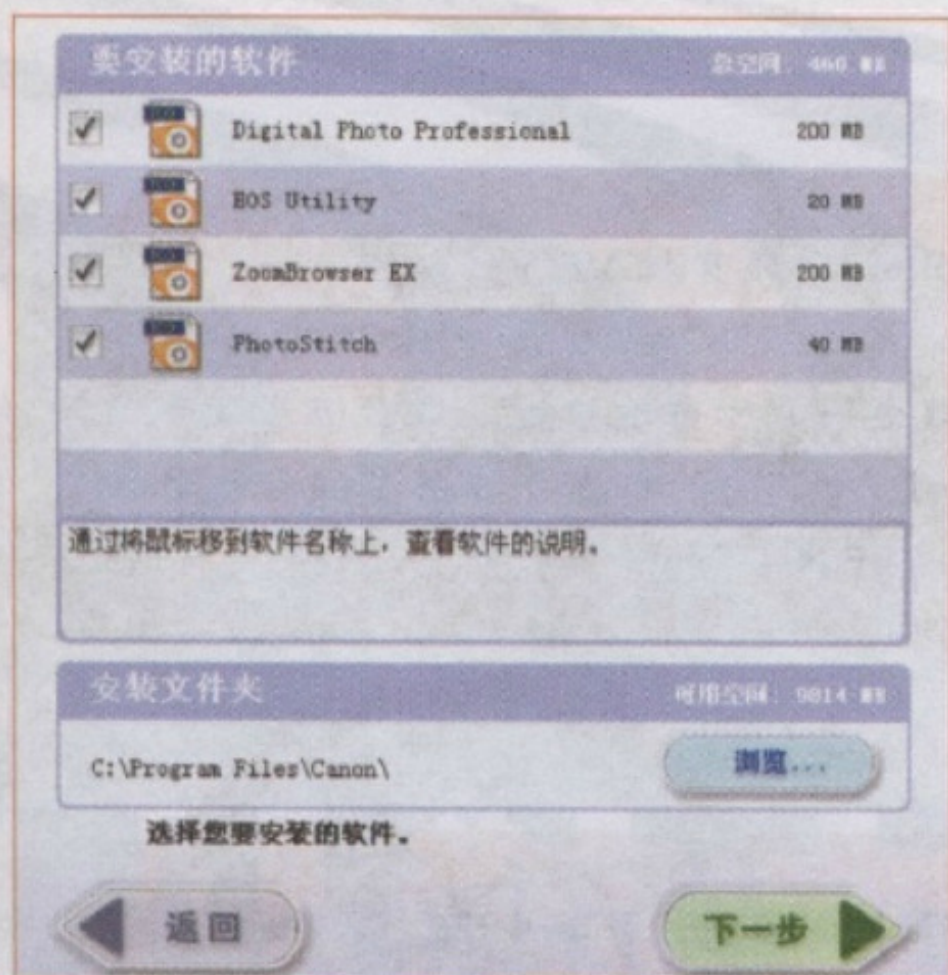 要安装的软件 总空间: 460 MB
Digital Photo Professional 200 MB
EOS Utility 20 MB
ZoomBrowser EX 200 MB
PhotoStitch 40 MB
通过将鼠标移到软件名称上，查看软件的说明。
安装文件夹 可用空间: 9814 MB
C:\Program Files\Canon\ 浏览...
选择您要安装的软件。
返回 下一步